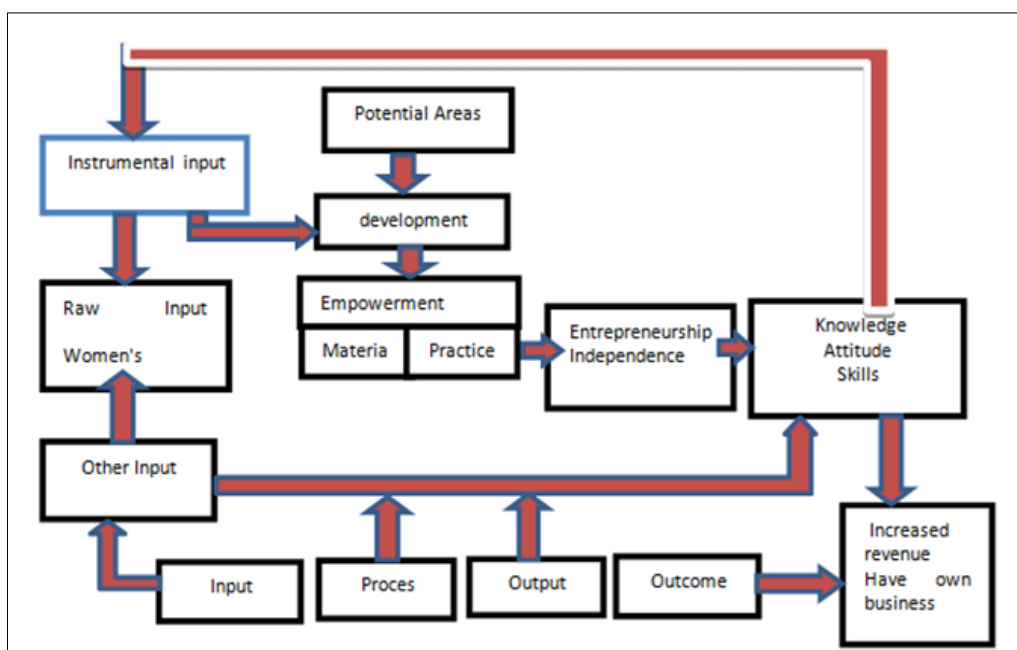 Potential Areas
Instrumental input
development
Raw Input
Women's
Empowerment
Materia
Practice
Entrepreneurship
Independence
Knowledge
Attitude
Skills
Other Input
Input
Proces
Output
Outcome
Increased
revenue
Have own
business